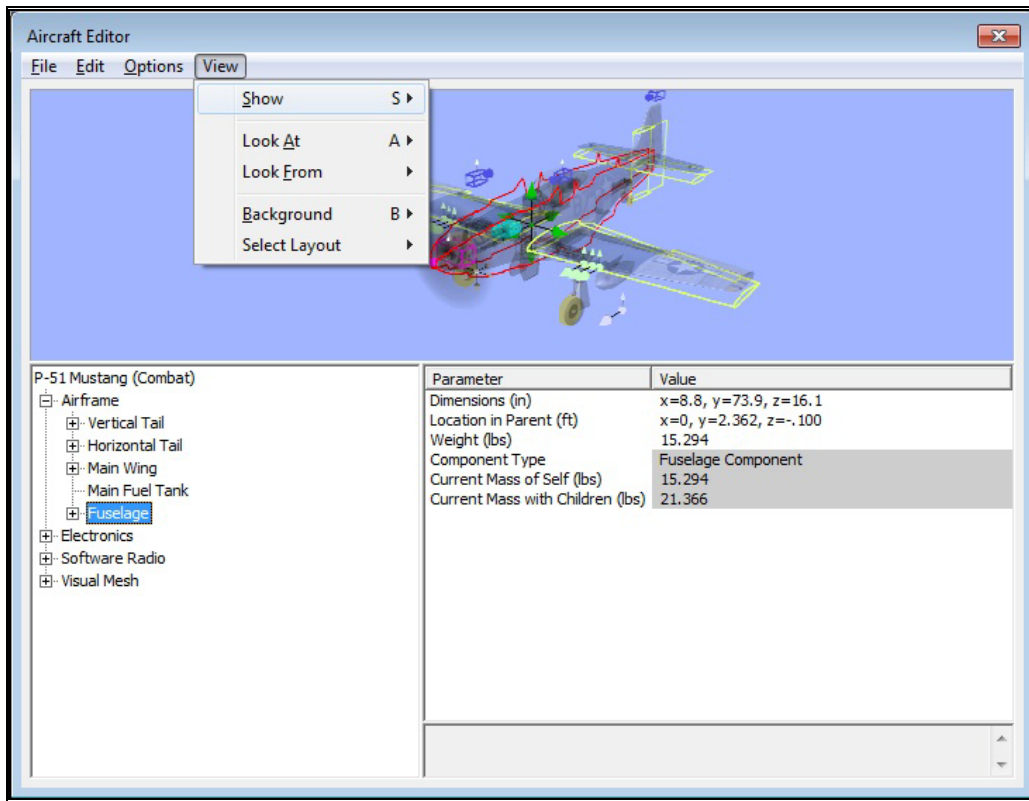 Aircraft Editor
File Edit Options View
Show S
Look At A
Look From
Background B
Select Layout
P-51 Mustang (Combat)
Airframe
Vertical Tail
Horizontal Tail
Main Wing
Main Fuel Tank
Fuselage
Electronics
Software Radio
Visual Mesh
Parameter Value
Dimensions (in) x=8.8, y=73.9, z=16.1
Location in Parent (ft) x=0, y=2.362, z=-.100
Weight (lbs) 15.294
Component Type Fuselage Component
Current Mass of Self (lbs) 15.294
Current Mass with Children (lbs) 21.366